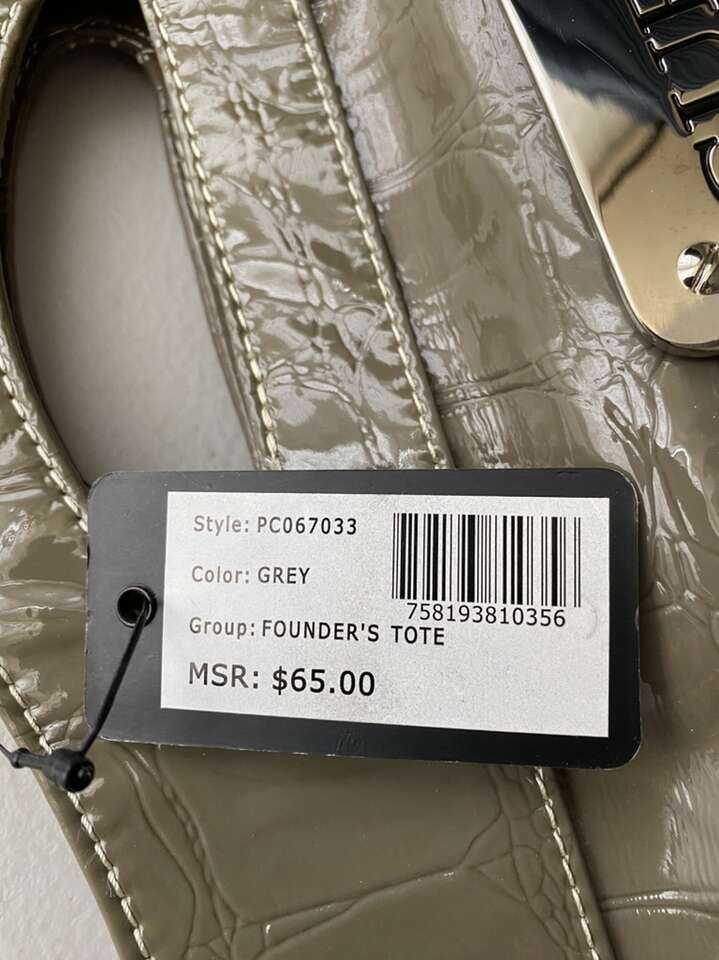 Style: PC067033
Color: GREY
Group: FOUNDER'S TOTE
MSR: $65.00
758193810356